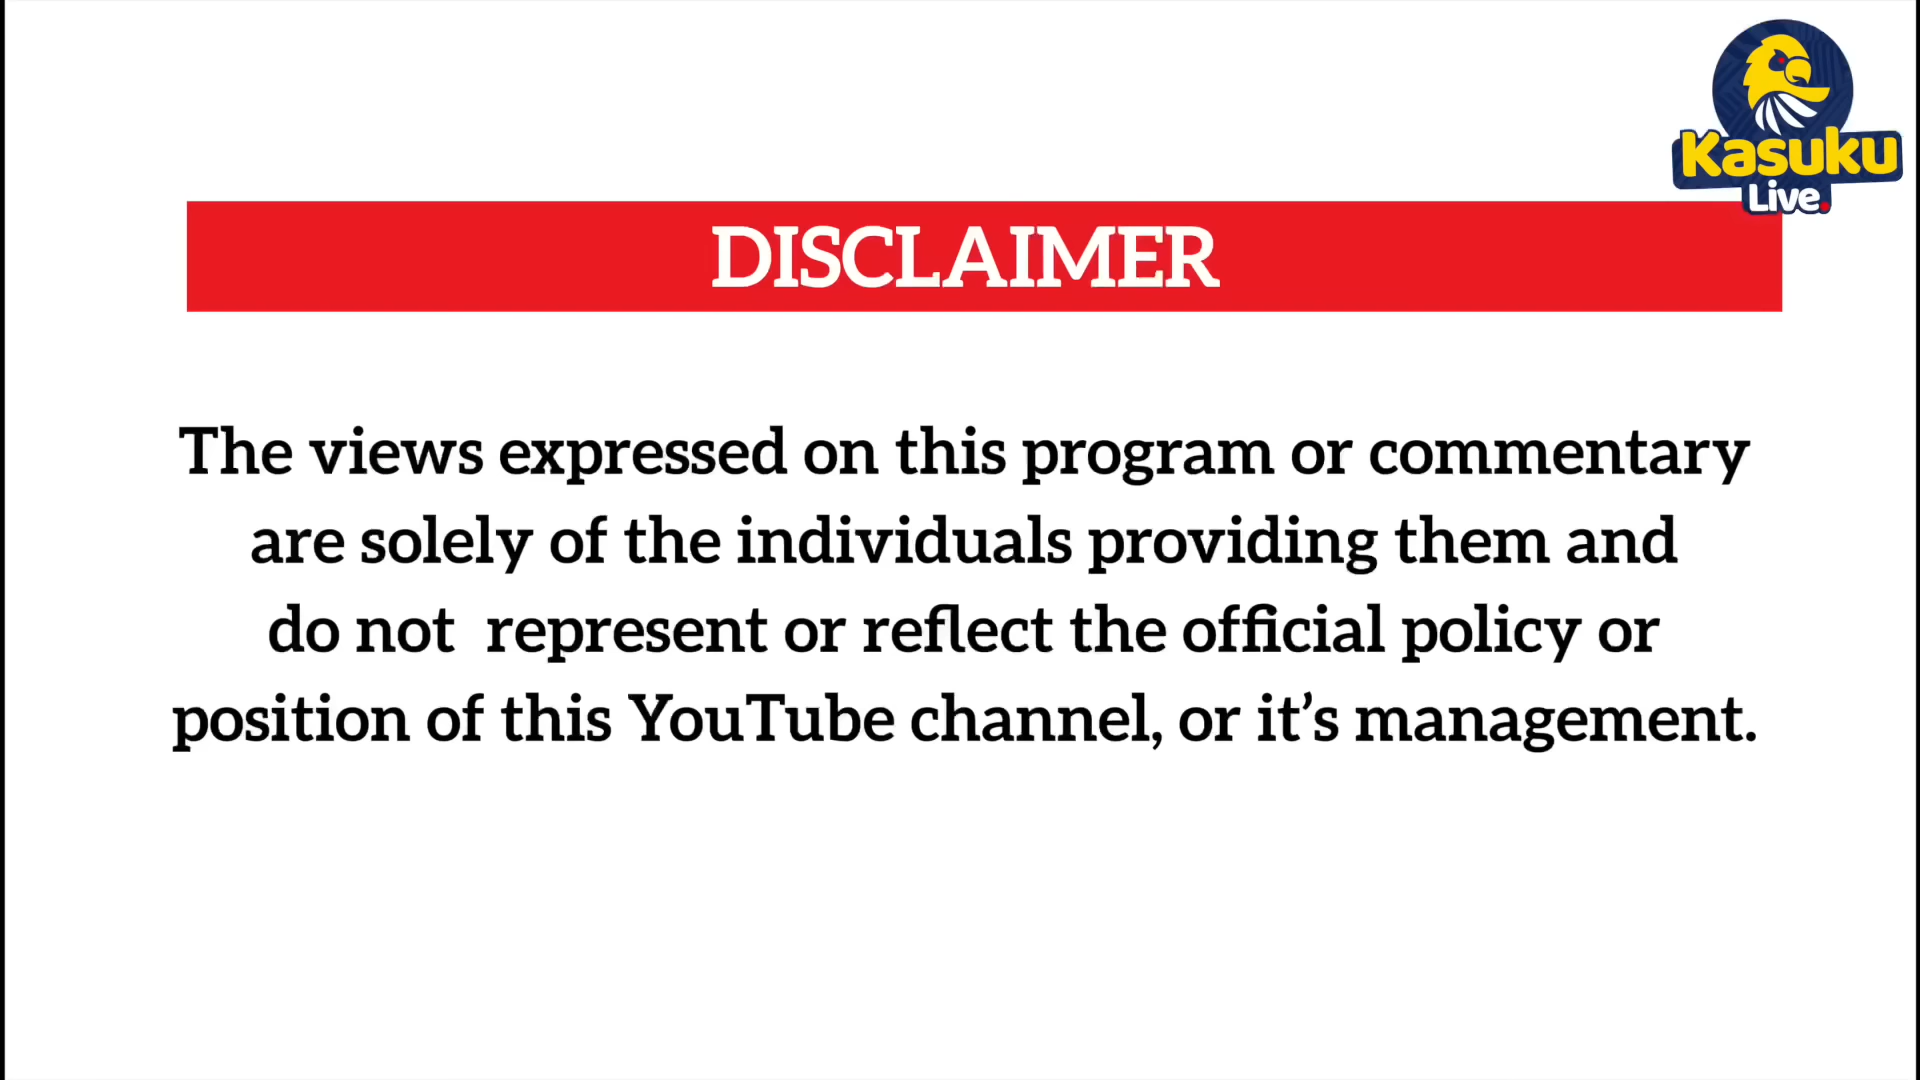 Kasuku
Live.
DISCLAIMER
The views expressed on this program or commentary
are solely of the individuals providing them and
do not  represent or reflect the official policy or
position of this YouTube channel, or it’s management.